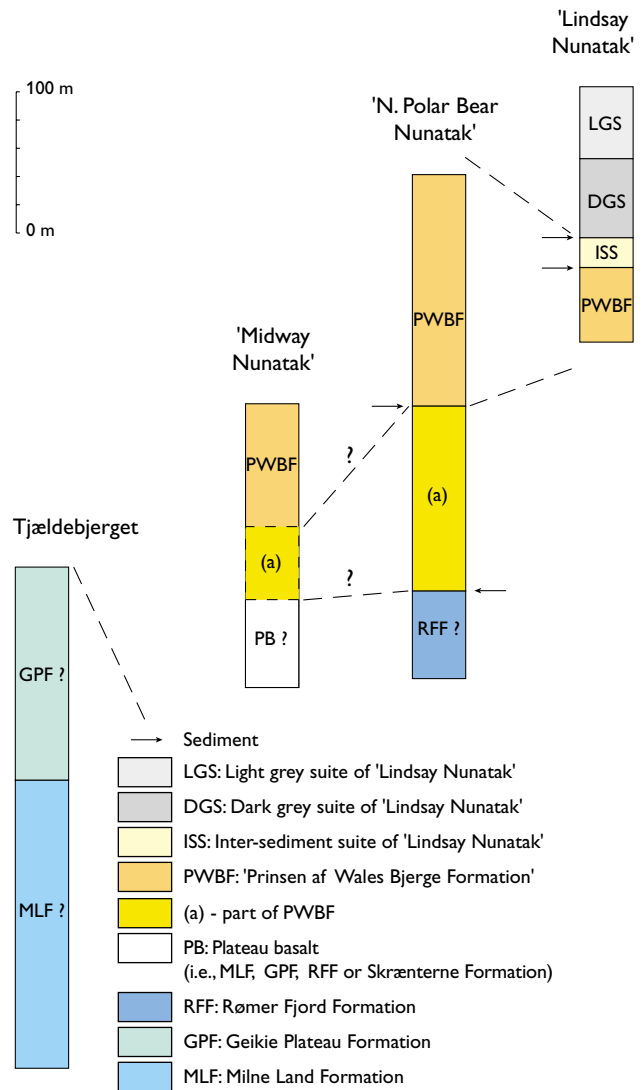 'Lindsay
Nunatak'
100 m
0 m
LGS
DGS
ISS
PWBF
'N. Polar Bear
Nunatak'
PWBF
(a)
RFF ?
'Midway
Nunatak'
PWBF
(a)
PB ?
?
?
Tjældebjerget
GPF ?
MLF ?
Sediment
LGS: Light grey suite of 'Lindsay Nunatak'
DGS: Dark grey suite of 'Lindsay Nunatak'
ISS: Inter-sediment suite of 'Lindsay Nunatak'
PWBF: 'Prinsen af Wales Bjerge Formation'
(a) - part of PWBF
PB: Plateau basalt
(i.e., MLF, GPF, RFF or Skrænterne Formation)
RFF: Rømer Fjord Formation
GPF: Geikie Plateau Formation
MLF: Milne Land Formation